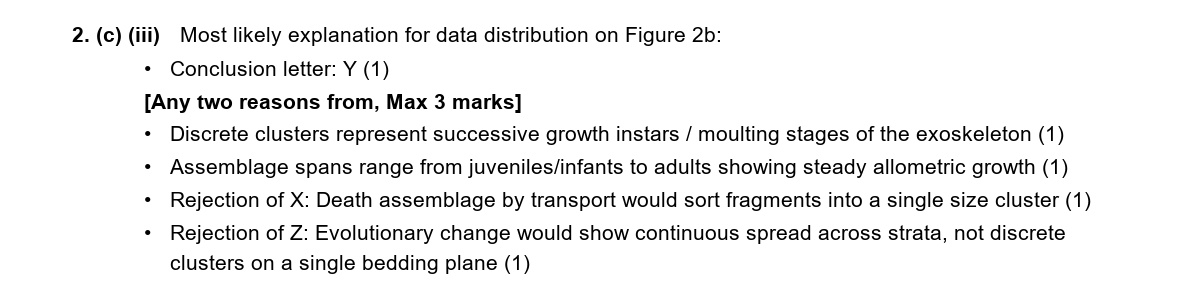 2. (c) (iii) Most likely explanation for data distribution on Figure 2b:
• Conclusion letter: Y (1)
[Any two reasons from, Max 3 marks]
• Discrete clusters represent successive growth instars / moulting stages of the exoskeleton (1)
• Assemblage spans range from juveniles/infants to adults showing steady allometric growth (1)
• Rejection of X: Death assemblage by transport would sort fragments into a single size cluster (1)
• Rejection of Z: Evolutionary change would show continuous spread across strata, not discrete
clusters on a single bedding plane (1)